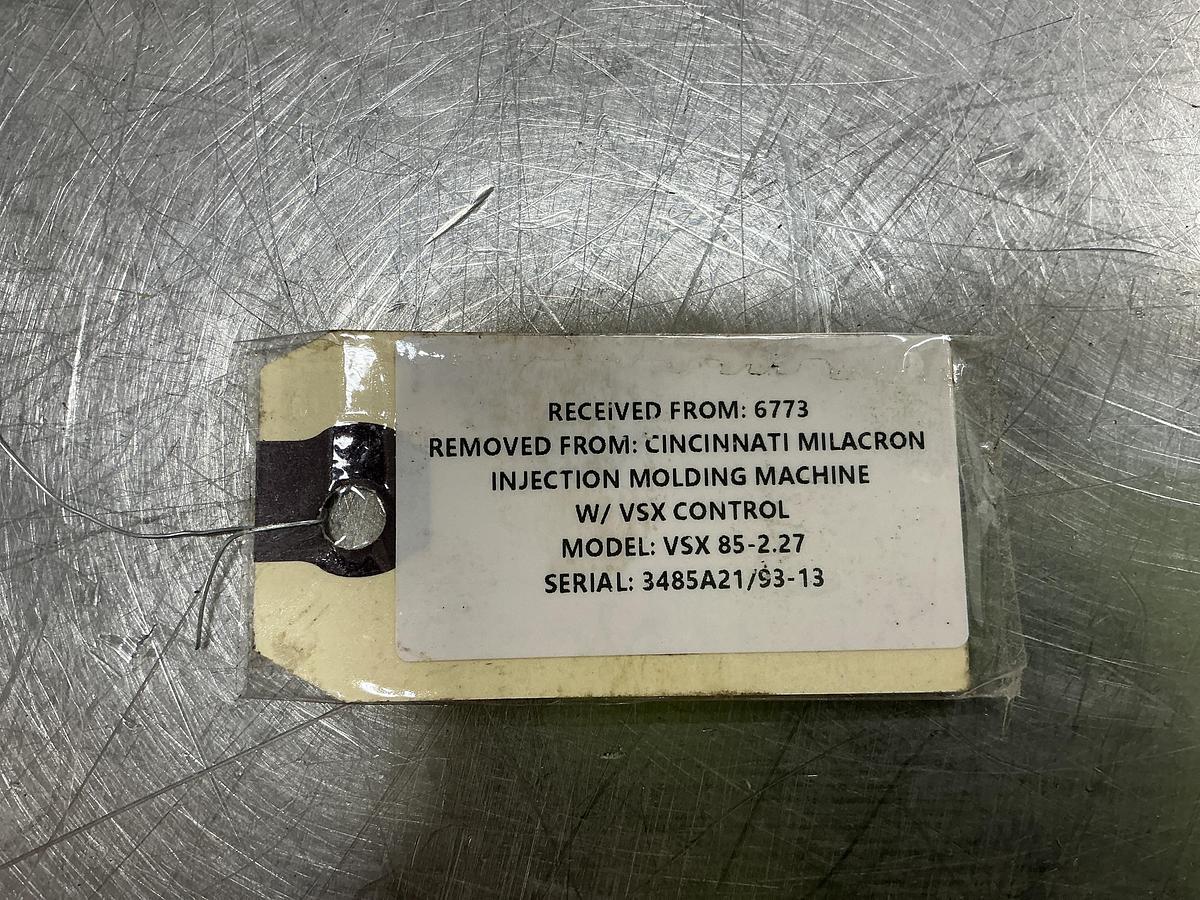 RECEIVED FROM: 6773
REMOVED FROM: CINCINNATI MILACRON
INJECTION MOLDING MACHINE
W/ VSX CONTROL
MODEL: VSX 85-2.27
SERIAL: 3485A21/93-13